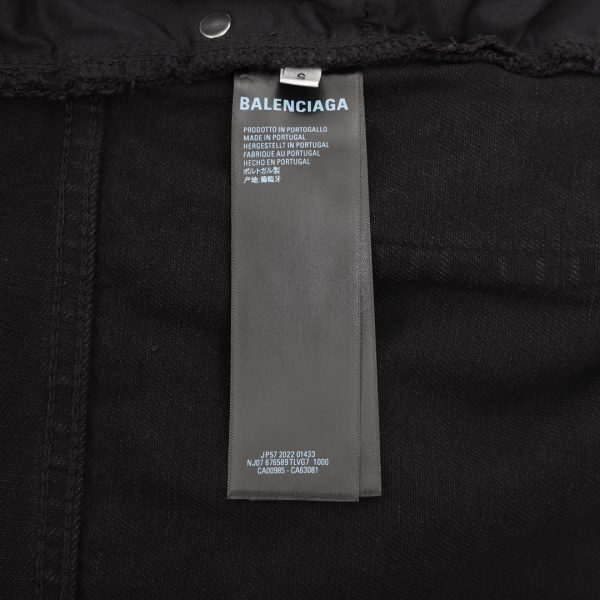 S
BALENCIAGA
PRODOTTO IN PORTOGALLO
MADE IN PORTUGAL
HERGESTELLT IN PORTUGAL
FABRIQUE AU PORTUGAL
HECHO EN PORTUGAL
ポルトガル製
产地:葡萄牙
JP57 2022 01433
NJ07 676589 TLVG7 1000
CA00985 - CA63081